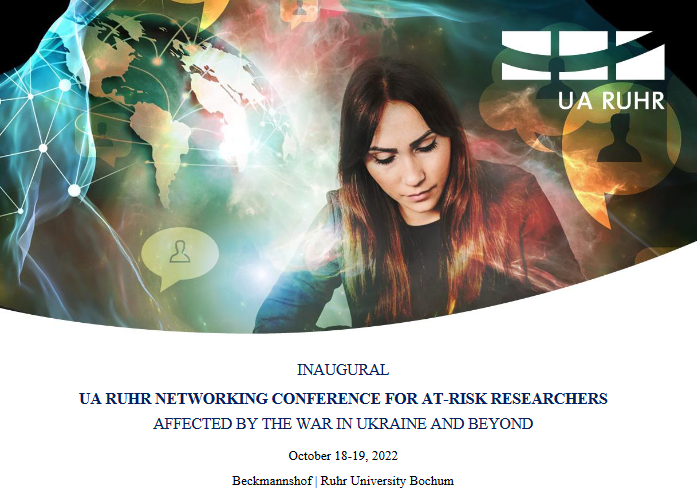 UA RUHR
INAUGURAL
UA RUHR NETWORKING CONFERENCE FOR AT-RISK RESEARCHERS
AFFECTED BY THE WAR IN UKRAINE AND BEYOND
October 18-19, 2022
Beckmannshof | Ruhr University Bochum